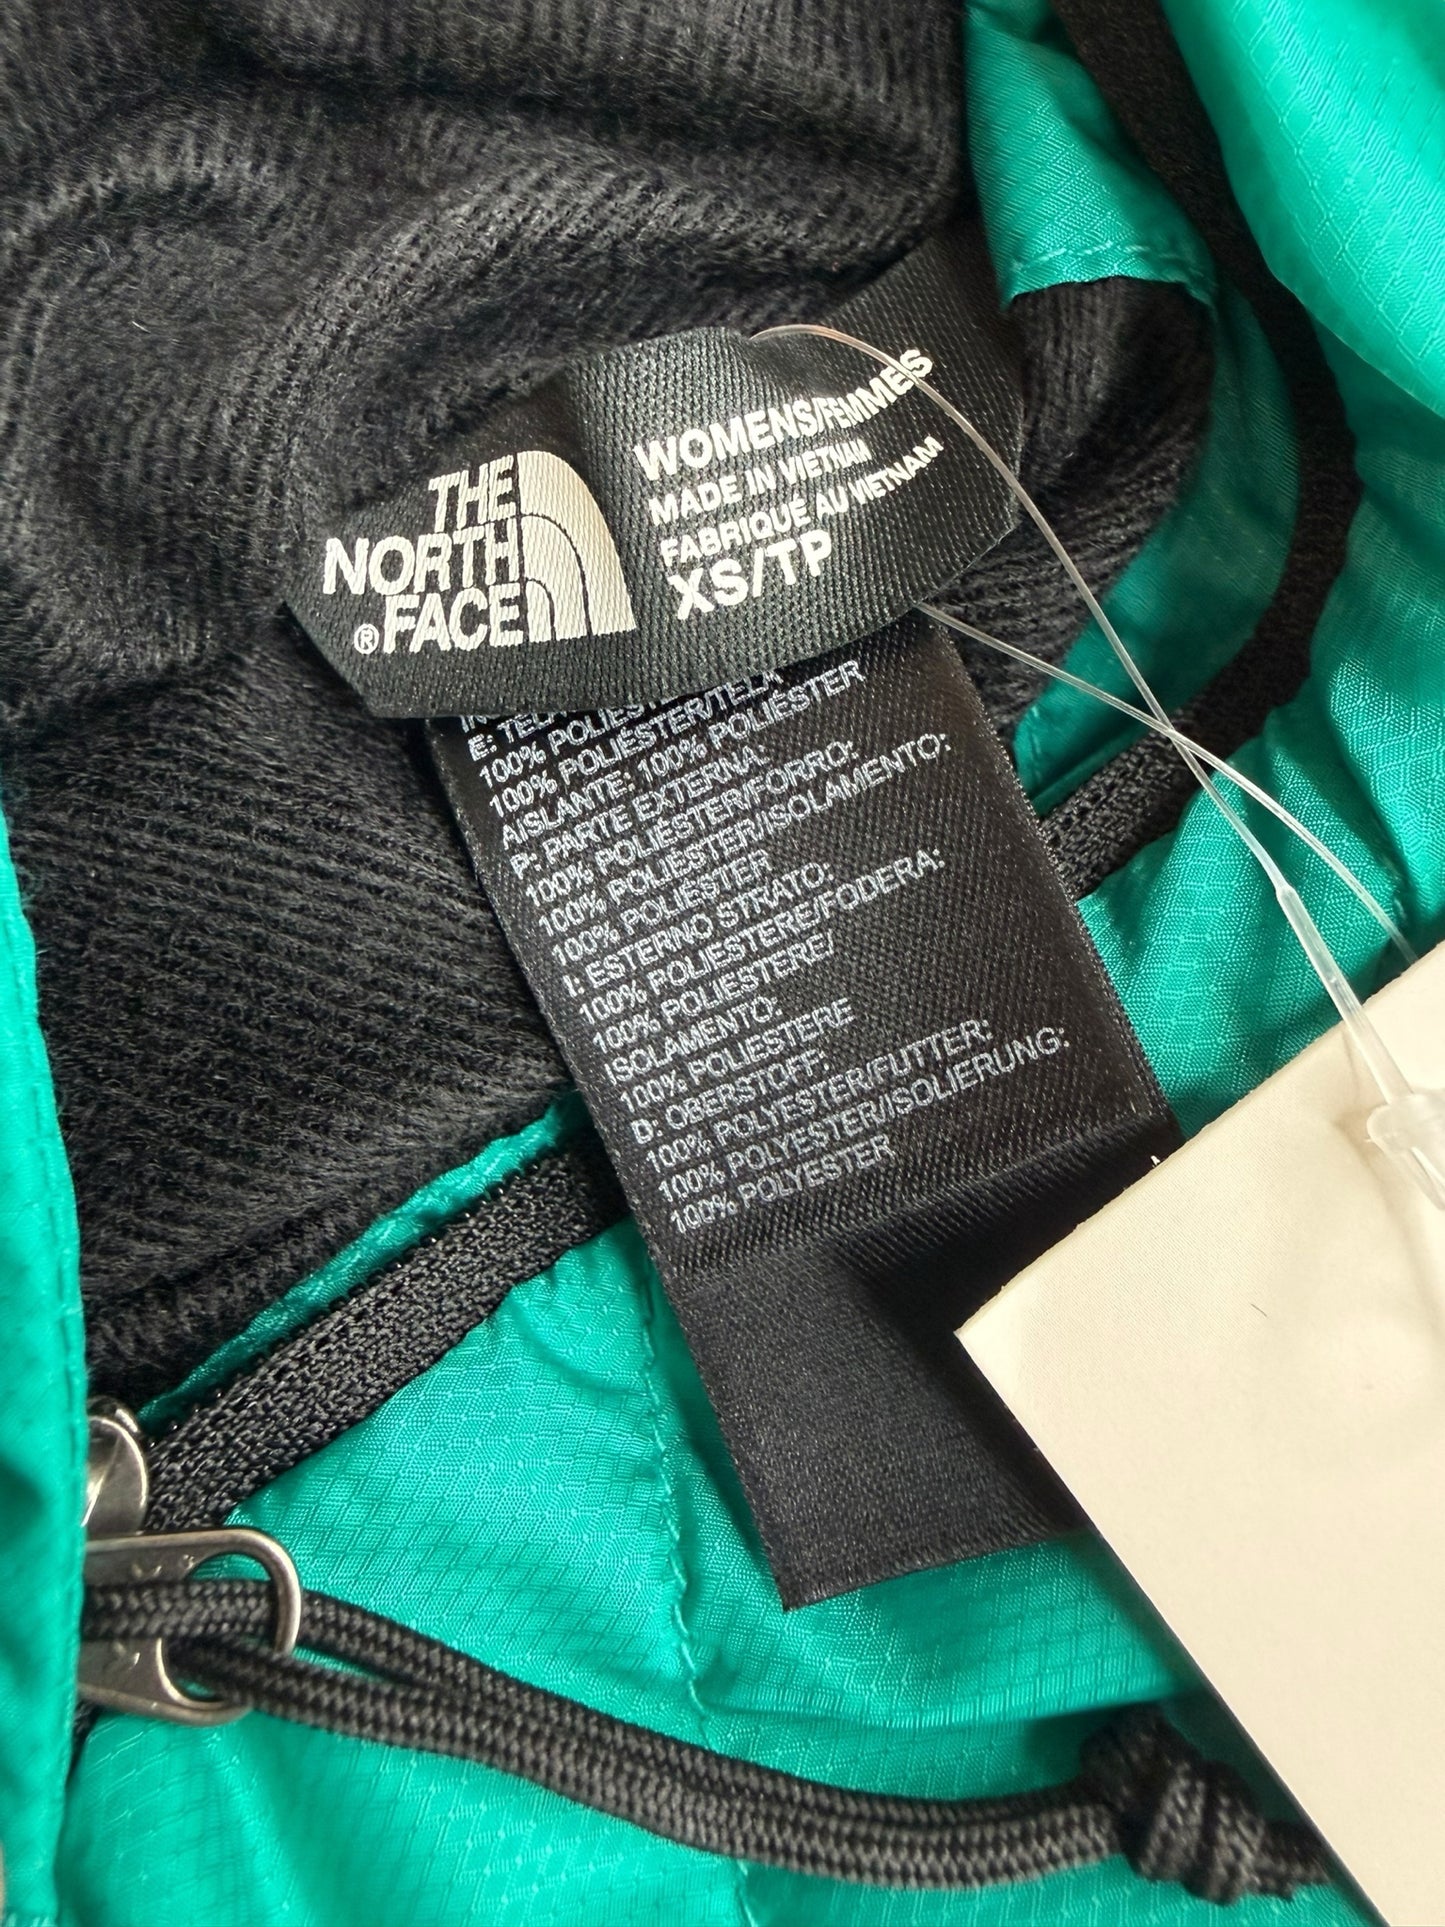 THE
NORTH
® FACE
WOMENS/FEMMES
MADE IN VIETNAM
FABRIQUÉ AU VIETNAM
XS/TP
100% POLIÉSTER/TELA
100% POLIÉSTER/TELA
AISLANTE: 100% POLIÉSTER
P: PARTE EXTERNA:
100% POLIÉSTER/FORRO:
100% POLIÉSTER/ISOLAMENTO:
100% POLIÉSTER
I: ESTERNO STRATO:
100% POLIESTERE/FODERA:
100% POLIESTERE/
ISOLAMENTO:
100% POLIESTERE
D: OBERSTOFF:
100% POLYESTER/FUTTER:
100% POLYESTER/ISOLIERUNG:
100% POLYESTER